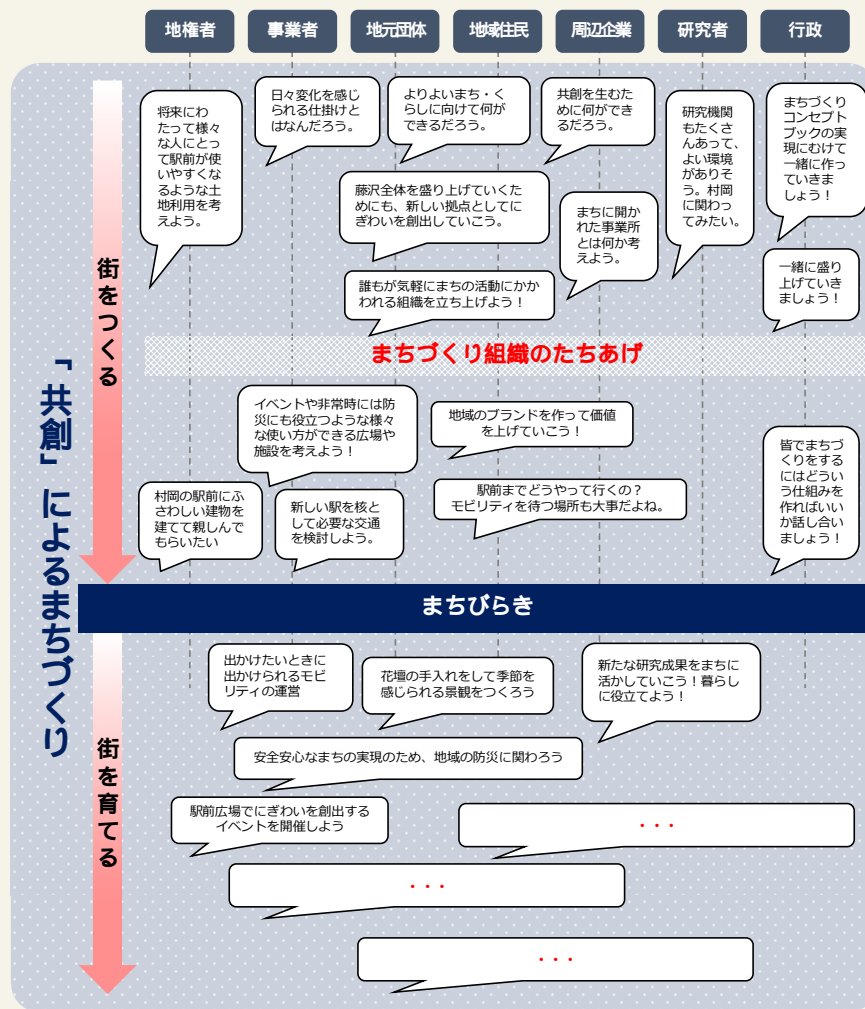 地権者
事業者
地元団体
地域住民
周辺企業
研究者
行政
「共創」によるまちづくり
街をつくる
将来にわ
たって様々
な人にとっ
て駅前が使
いやすくな
るような土
地利用を考
えよう。
日々変化を感じ
られる仕掛けと
はなんだろう。
よりよいまち・く
らしに向けて何が
できるだろう。
共創を生むた
めに何ができ
るだろう。
研究機関
もたくさ
んあって、
よい環境
がありそ
う。村岡
に関わっ
てみたい。
まちづくり
コンセプト
ブックの実
現にむけて
一緒に作っ
ていきま
しょう！
藤沢全体を盛り上げていくた
めにも、新しい拠点としてに
ぎわいを創出していこう。
まちに開か
れた事業所
とは何か考
えよう。
一緒に盛り
上げていき
ましょう！
誰もが気軽にまちの活動にかか
われる組織を立ち上げよう！
まちづくり組織のたちあげ
イベントや非常時には防
災にも役立つような様々
な使い方ができる広場や
施設を考えよう！
地域のブランドを作って価値
を上げていこう！
皆でまちづ
くりをする
にはどうい
う仕組みを
作ればいい
か話し合い
ましょう！
村岡の駅前にふ
さわしい建物を
建てて親しんで
もらいたい
新しい駅を核と
して必要な交通
を検討しよう。
駅前までどうやって行くの？
モビリティを待つ場所も大事だよね。
まちびらき
街を育てる
出かけたいときに
出かけられるモビ
リティの運営
花壇の手入れをして季節を
感じられる景観をつくろう
新たな研究成果をまちに
活かしていこう！暮らし
に役立てよう！
安全安心なまちの実現のため、地域の防災に関わろう
駅前広場でにぎわいを創出する
イベントを開催しよう
・・・
・・・
・・・